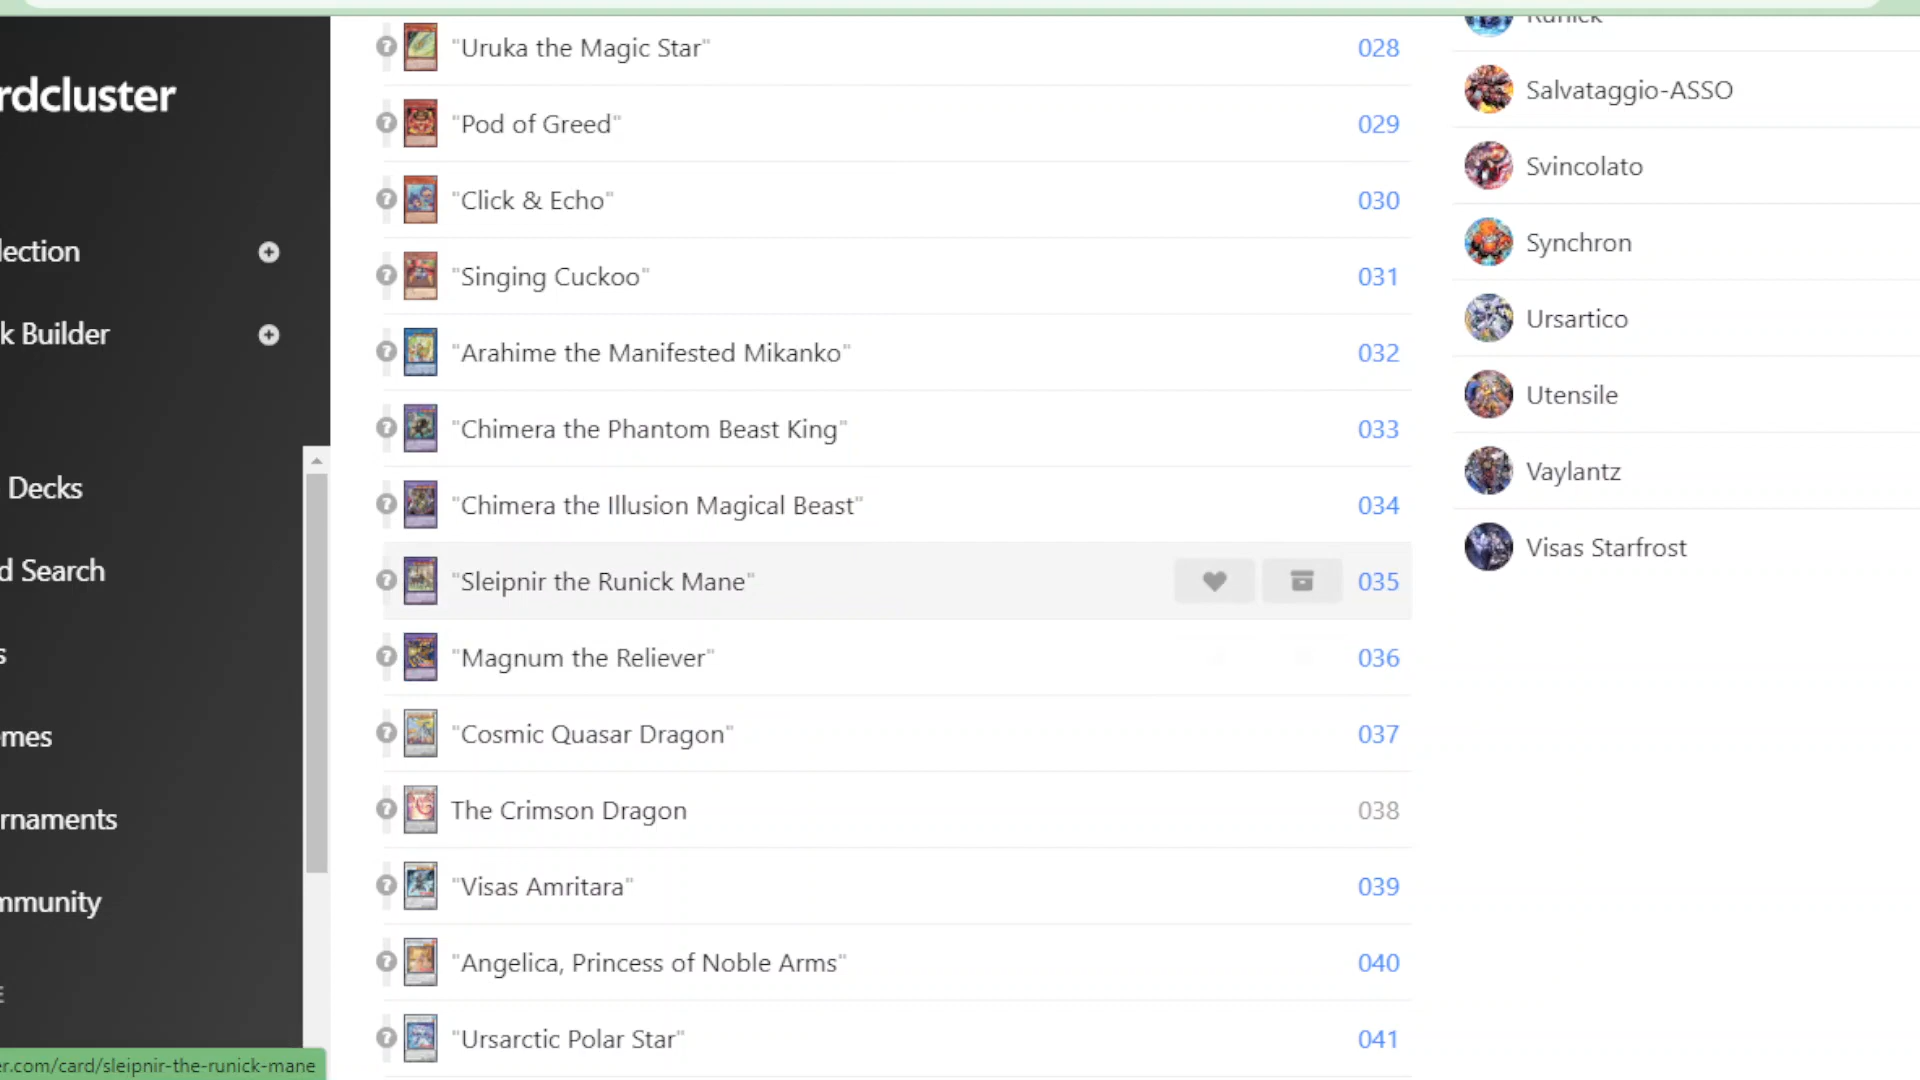 rdcluster
lection
k Builder
Decks
d Search
s
mes
rnaments
mmunity
E
er.com/card/sleipnir-the-runick-mane
"Uruka the Magic Star" 028
"Pod of Greed" 029
"Click & Echo" 030
"Singing Cuckoo" 031
"Arahime the Manifested Mikanko" 032
"Chimera the Phantom Beast King" 033
"Chimera the Illusion Magical Beast" 034
"Sleipnir the Runick Mane" 035
"Magnum the Reliever" 036
"Cosmic Quasar Dragon" 037
The Crimson Dragon 038
"Visas Amritara" 039
"Angelica, Princess of Noble Arms" 040
"Ursarctic Polar Star" 041
Runick
Salvataggio-ASSO
Svincolato
Synchron
Ursartico
Utensile
Vaylantz
Visas Starfrost